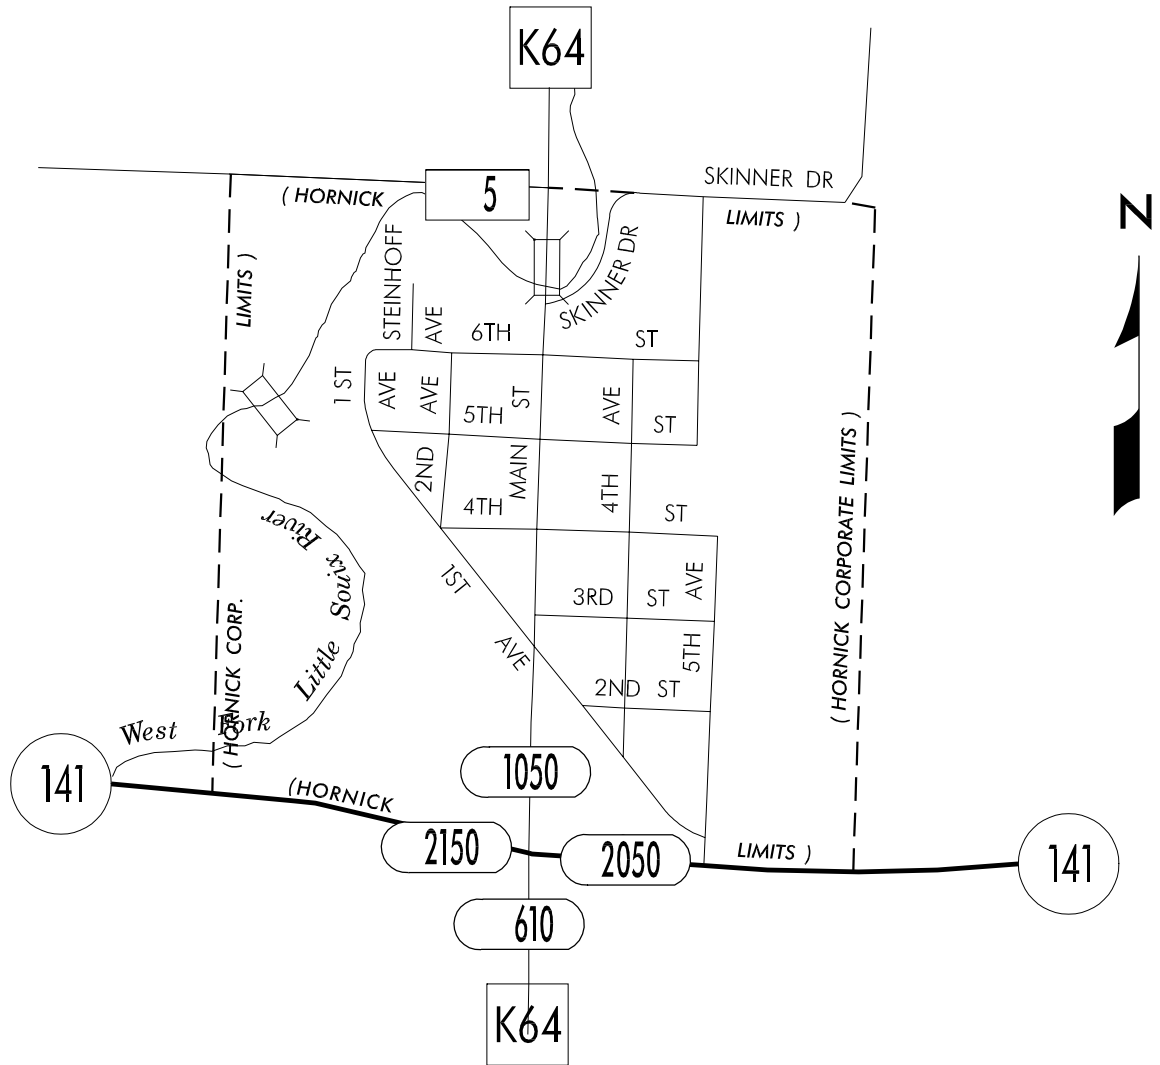 K64
SKINNER DR
5
( HORNICK
LIMITS )
N
STEINHOFF
AVE
SKINNER DR
LIMITS )
6TH
ST
1 ST
AVE
AVE
ST
AVE
5TH
ST
2ND
MAIN
4TH
4TH
ST
( HORNICK CORPORATE LIMITS )
West Fork Little Souix River
1ST
AVE
3RD
ST
AVE
5TH
2ND ST
( HORNICK CORP.
1050
141
(HORNICK
2150
2050
LIMITS )
141
610
K64